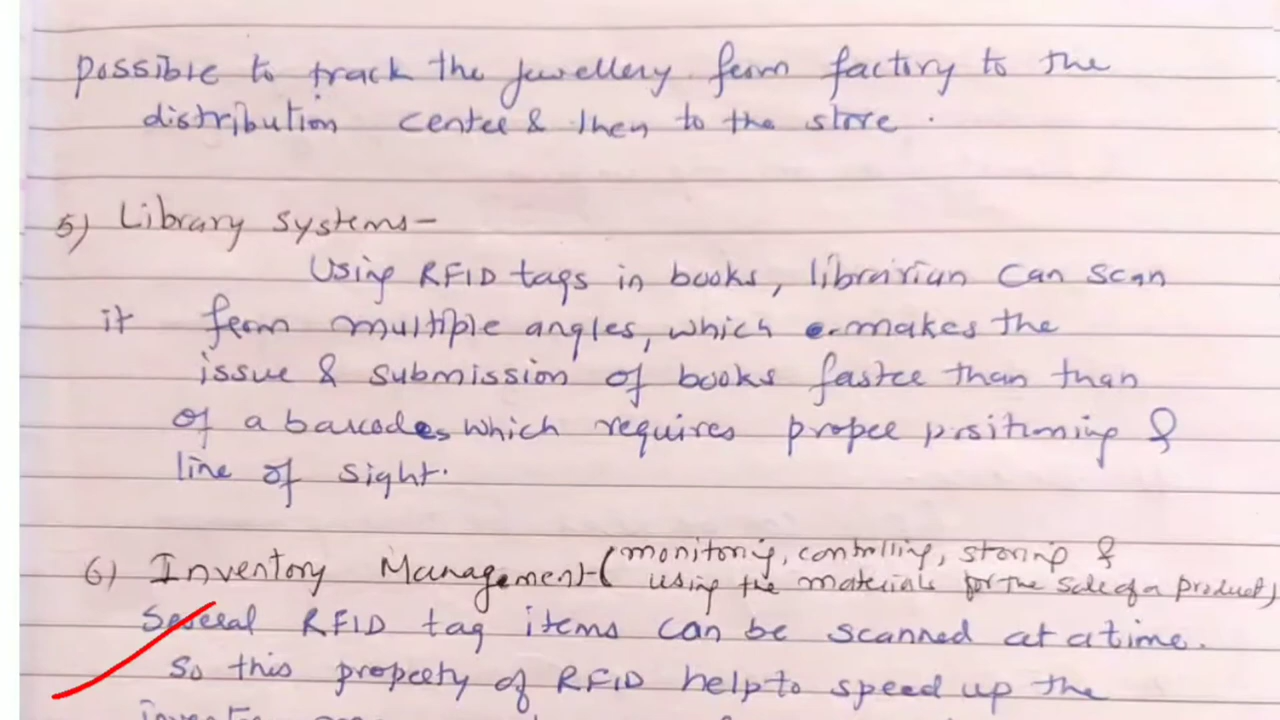 possible to track the jewellery from factory to the
distribution center & then to the store.
5) Library systems-
Using RFID tags in books, librarian can scan
it from multiple angles, which makes the
issue & submission of books faster than than
of a barcodes which requires proper positioning &
line of sight.
6) Inventory Management-(monitoring, controlling, storing &
using the materials for the sale of a product)
Several RFID tag items can be scanned at a time.
So this property of RFID help to speed up the